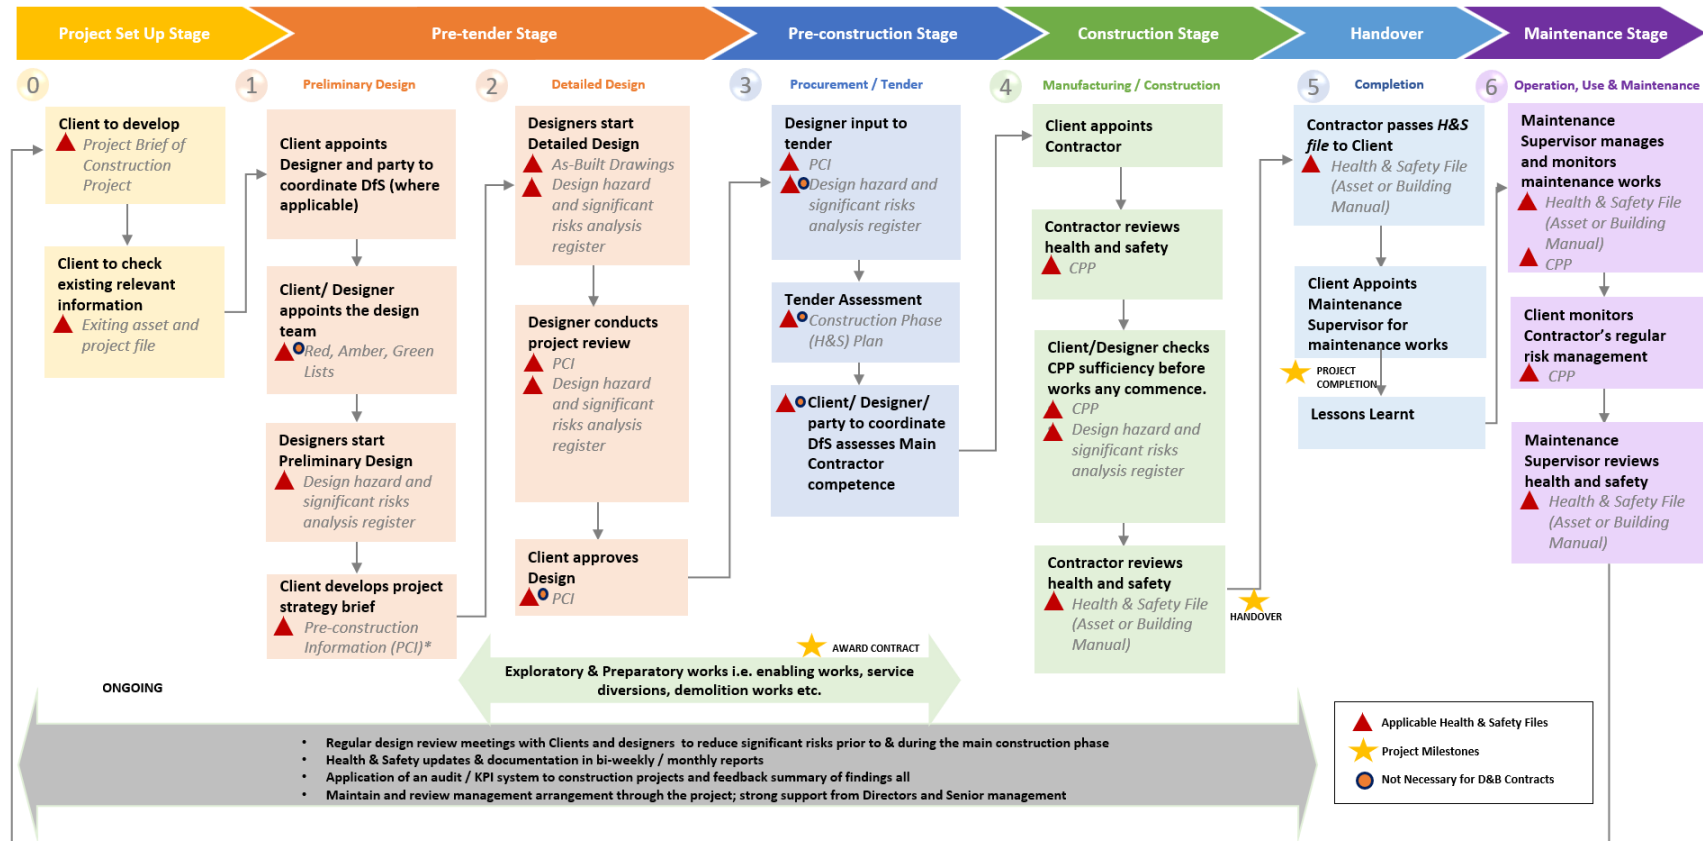 Project Set Up Stage
Pre-tender Stage
Pre-construction Stage
Construction Stage
Handover
Maintenance Stage
0
1
Preliminary Design
2
Detailed Design
3
Procurement / Tender
4
Manufacturing / Construction
5
Completion
6
Operation, Use & Maintenance
Client to develop
Project Brief of
Construction
Project
Client to check
existing relevant
information
Exiting asset and
project file
Client appoints
Designer and party to
coordinate DfS (where
applicable)
Client/ Designer
appoints the design
team
Red, Amber, Green
Lists
Designers start
Preliminary Design
Design hazard and
significant risks
analysis register
Client develops project
strategy brief
Pre-construction
Information (PCI)*
Designers start
Detailed Design
As-Built Drawings
Design hazard
and significant
risks analysis
register
Designer conducts
project review
PCI
Design hazard
and significant
risks analysis
register
Client approves
Design
PCI
Designer input to
tender
PCI
Design hazard and
significant risks
analysis register
Tender Assessment
Construction Phase
(H&S) Plan
Client/ Designer/
party to coordinate
DfS assesses Main
Contractor
competence
Client appoints
Contractor
Contractor reviews
health and safety
CPP
Client/Designer checks
CPP sufficiency before
works any commence.
CPP
Design hazard and
significant risks
analysis register
Contractor reviews
health and safety
Health & Safety File
(Asset or Building
Manual)
HANDOVER
Contractor passes H&S
file to Client
Health & Safety File
(Asset or Building
Manual)
Client Appoints
Maintenance
Supervisor for
maintenance works
PROJECT
COMPLETION
Lessons Learnt
Maintenance
Supervisor manages
and monitors
maintenance works
Health & Safety File
(Asset or Building
Manual)
CPP
Client monitors
Contractor's regular
risk management
CPP
Maintenance
Supervisor reviews
health and safety
Health & Safety File
(Asset or Building
Manual)
AWARD CONTRACT
Exploratory & Preparatory works i.e. enabling works, service
diversions, demolition works etc.
ONGOING
• Regular design review meetings with Clients and designers to reduce significant risks prior to & during the main construction phase
• Health & Safety updates & documentation in bi-weekly / monthly reports
• Application of an audit / KPI system to construction projects and feedback summary of findings all
• Maintain and review management arrangement through the project; strong support from Directors and Senior management
Applicable Health & Safety Files
Project Milestones
Not Necessary for D&B Contracts